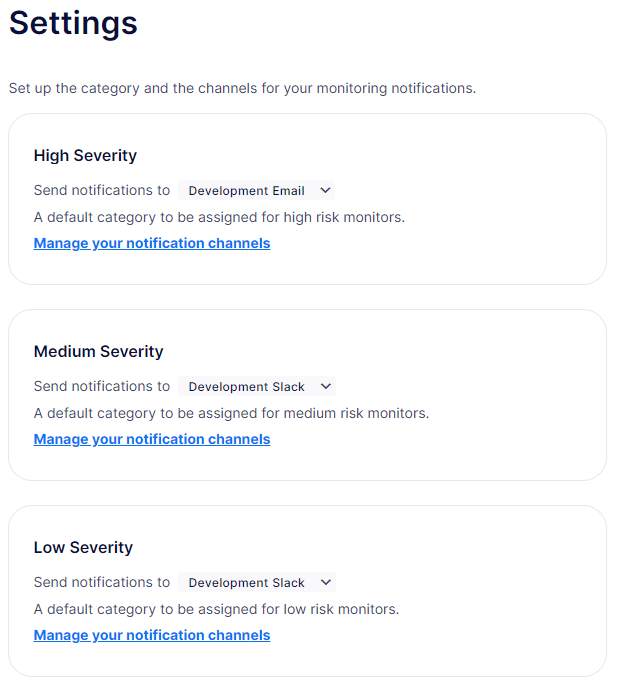 Settings
Set up the category and the channels for your monitoring notifications.
High Severity
Send notifications to Development Email
A default category to be assigned for high risk monitors.
Manage your notification channels
Medium Severity
Send notifications to Development Slack
A default category to be assigned for medium risk monitors.
Manage your notification channels
Low Severity
Send notifications to Development Slack
A default category to be assigned for low risk monitors.
Manage your notification channels